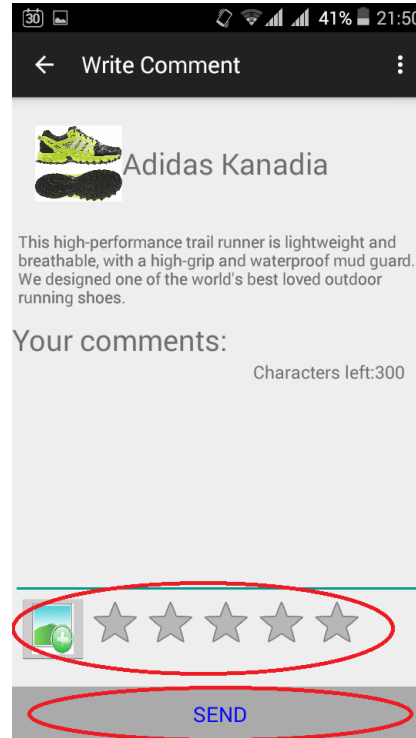 30
41% 21:50
Write Comment
Adidas Kanadia
This high-performance trail runner is lightweight and
breathable, with a high-grip and waterproof mud guard.
We designed one of the world's best loved outdoor
running shoes.
Your comments:
Characters left:300
SEND